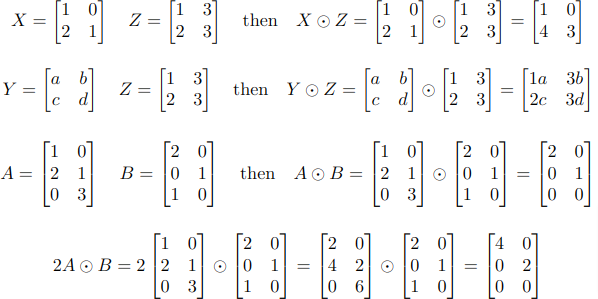 X = [1 0; 2 1] Z = [1 3; 2 3] then X ⊙ Z = [1 0; 2 1] ⊙ [1 3; 2 3] = [1 0; 4 3]
Y = [a b; c d] Z = [1 3; 2 3] then Y ⊙ Z = [a b; c d] ⊙ [1 3; 2 3] = [1a 3b; 2c 3d]
A = [1 0; 2 1; 0 3] B = [2 0; 0 1; 1 0] then A ⊙ B = [1 0; 2 1; 0 3] ⊙ [2 0; 0 1; 1 0] = [2 0; 0 1; 0 0]
2A ⊙ B = 2 [1 0; 2 1; 0 3] ⊙ [2 0; 0 1; 1 0] = [2 0; 4 2; 0 6] ⊙ [2 0; 0 1; 1 0] = [4 0; 0 2; 0 0]